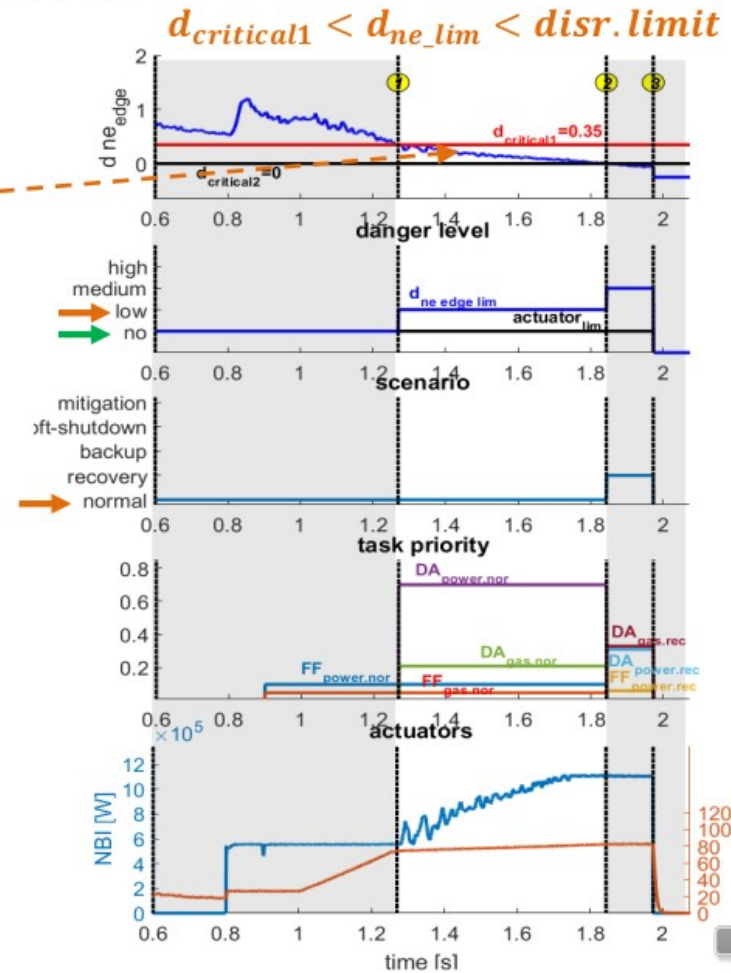 d_critical1 < d_ne_lim < disr.limit
2
1
0
d ne_edge
1
2
3
d_critical1=0.35
d_critical2=0
0.6 0.8 1 1.2 1.4 1.6 1.8 2
danger level
high
medium
low
no
d_ne edge lim
actuator_lim
0.6 0.8 1 1.2 1.4 1.6 1.8 2
scenario
mitigation
oft-shutdown
backup
recovery
normal
0.6 0.8 1 1.2 1.4 1.6 1.8 2
task priority
0.8
0.6
0.4
0.2
DA_power.nor
DA_gas.nor
FF_power.nor
FF_gas.nor
DA_gas.rec
DA_power.rec
FF_power.rec
0.6 0.8 1 1.2 1.4 1.6 1.8 2
×10^5
actuators
NBI [W]
12
10
8
6
4
2
0
120
100
80
60
40
20
0
0.6 0.8 1 1.2 1.4 1.6 1.8 2
time [s]